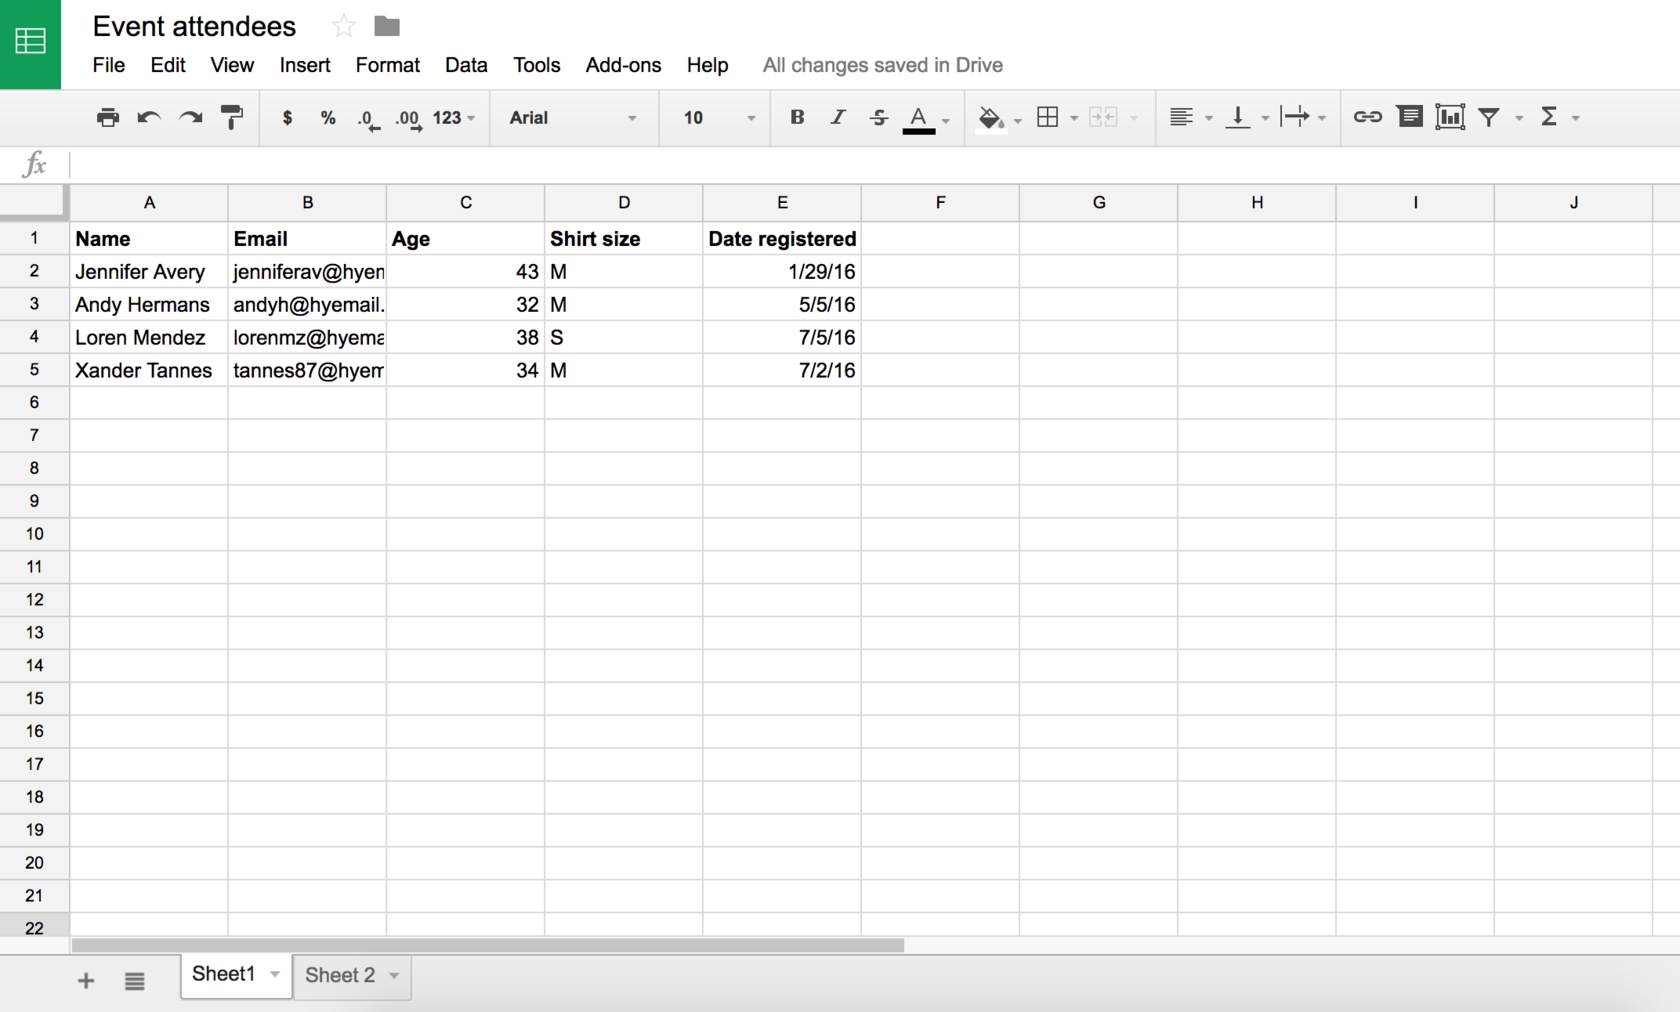 Event attendees
File Edit View Insert Format Data Tools Add-ons Help All changes saved in Drive
$ % .0 .00 123 Arial 10 B I S A Σ
fx
A B C D E F G H I J
1 Name Email Age Shirt size Date registered
2 Jennifer Avery jenniferav@hyem 43 M 1/29/16
3 Andy Hermans andyh@hyemail. 32 M 5/5/16
4 Loren Mendez lorenmz@hyema 38 S 7/5/16
5 Xander Tannes tannes87@hyem 34 M 7/2/16
6
7
8
9
10
11
12
13
14
15
16
17
18
19
20
21
22
+ Sheet1 Sheet 2